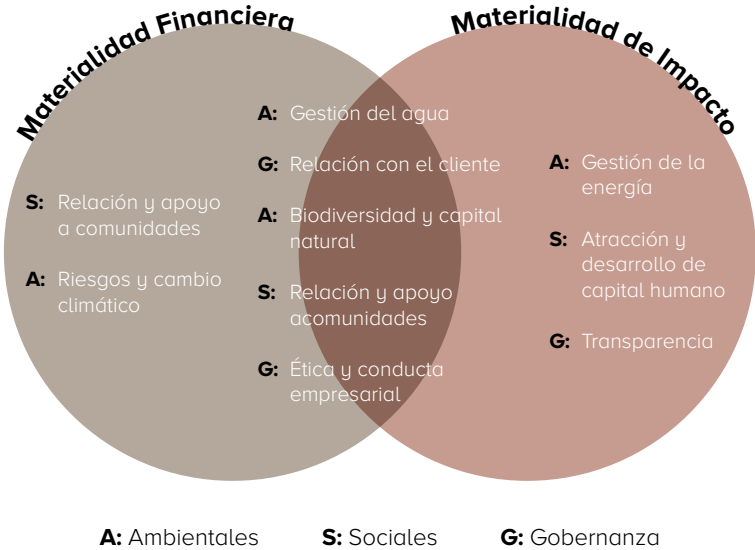 Materialidad Financiera
Materialidad de Impacto
S: Relación y apoyo
a comunidades
A: Riesgos y cambio
climático
A: Gestión del agua
G: Relación con el cliente
A: Biodiversidad y capital
natural
S: Relación y apoyo
acomunidades
G: Ética y conducta
empresarial
A: Gestión de la
energía
S: Atracción y
desarrollo de
capital humano
G: Transparencia
A: Ambientales S: Sociales G: Gobernanza